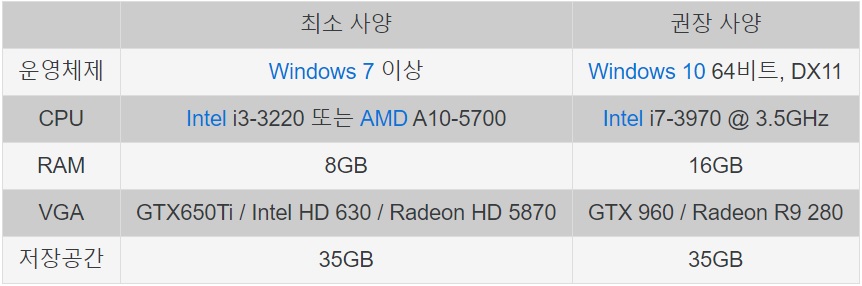 최소 사양 권장 사양
운영체제 Windows 7 이상 Windows 10 64비트, DX11
CPU Intel i3-3220 또는 AMD A10-5700 Intel i7-3970 @ 3.5GHz
RAM 8GB 16GB
VGA GTX650Ti / Intel HD 630 / Radeon HD 5870 GTX 960 / Radeon R9 280
저장공간 35GB 35GB